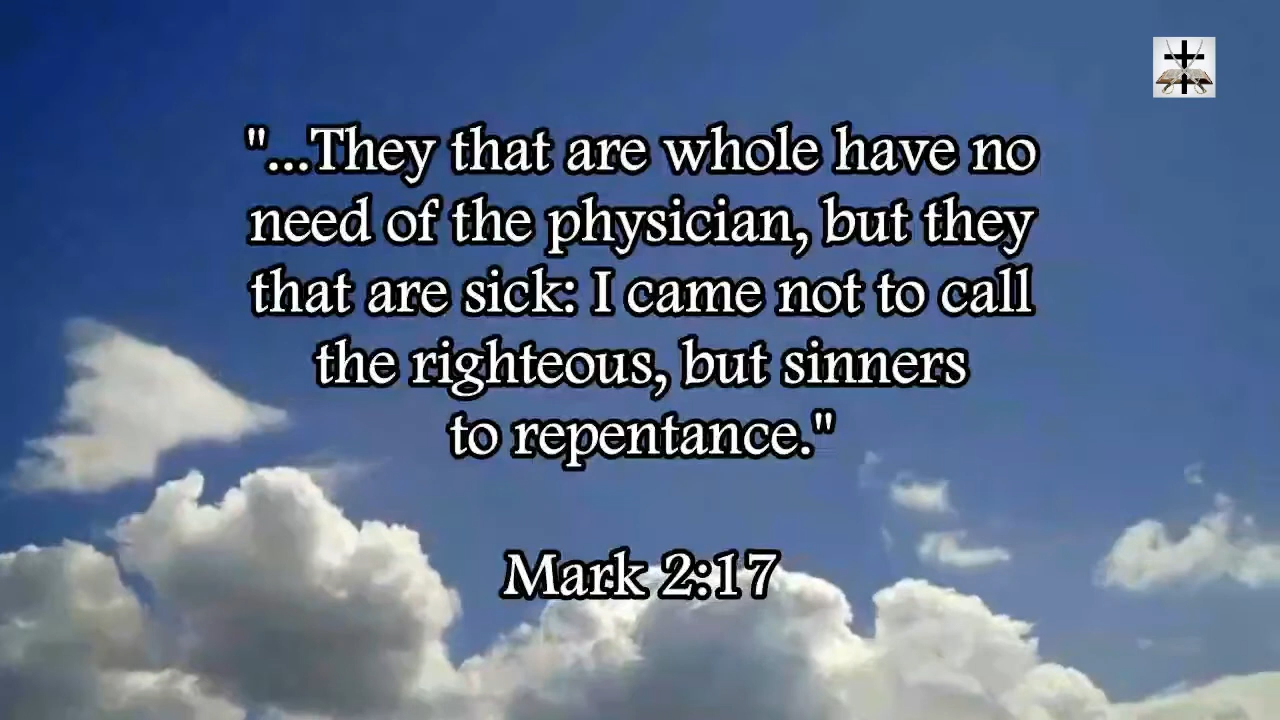 "...They that are whole have no
need of the physician, but they
that are sick: I came not to call
the righteous, but sinners
to repentance."
Mark 2:17